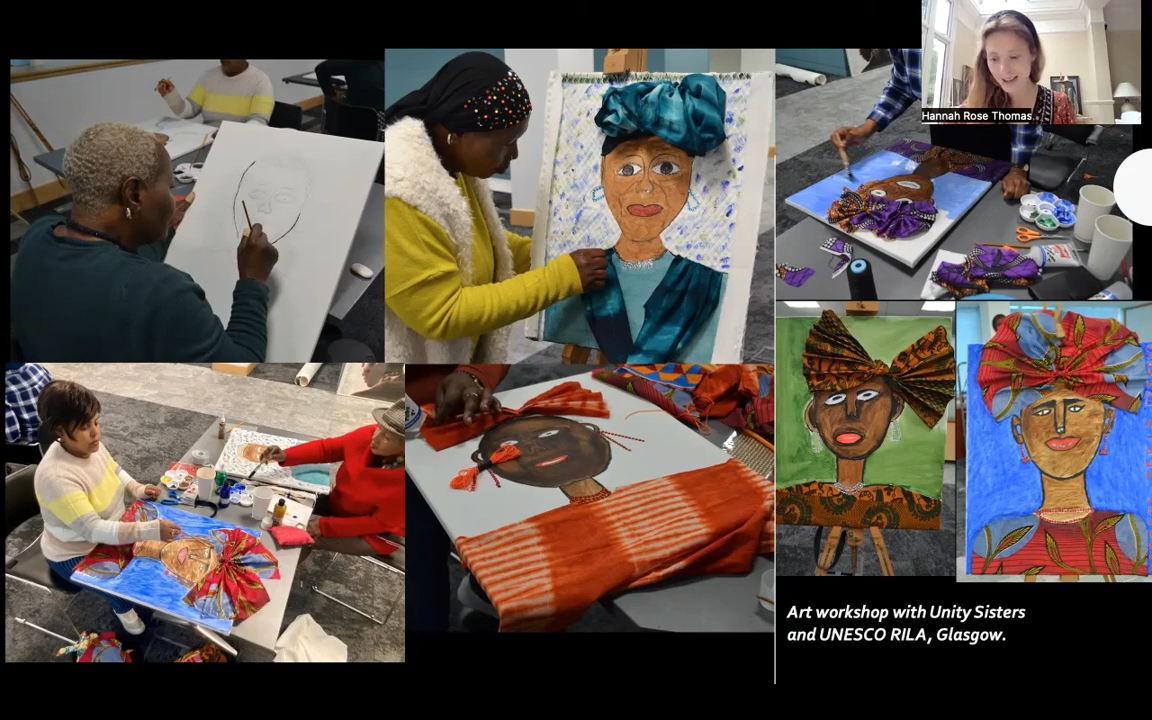 Hannah Rose Thomas...
Art workshop with Unity Sisters
and UNESCO RILA, Glasgow.